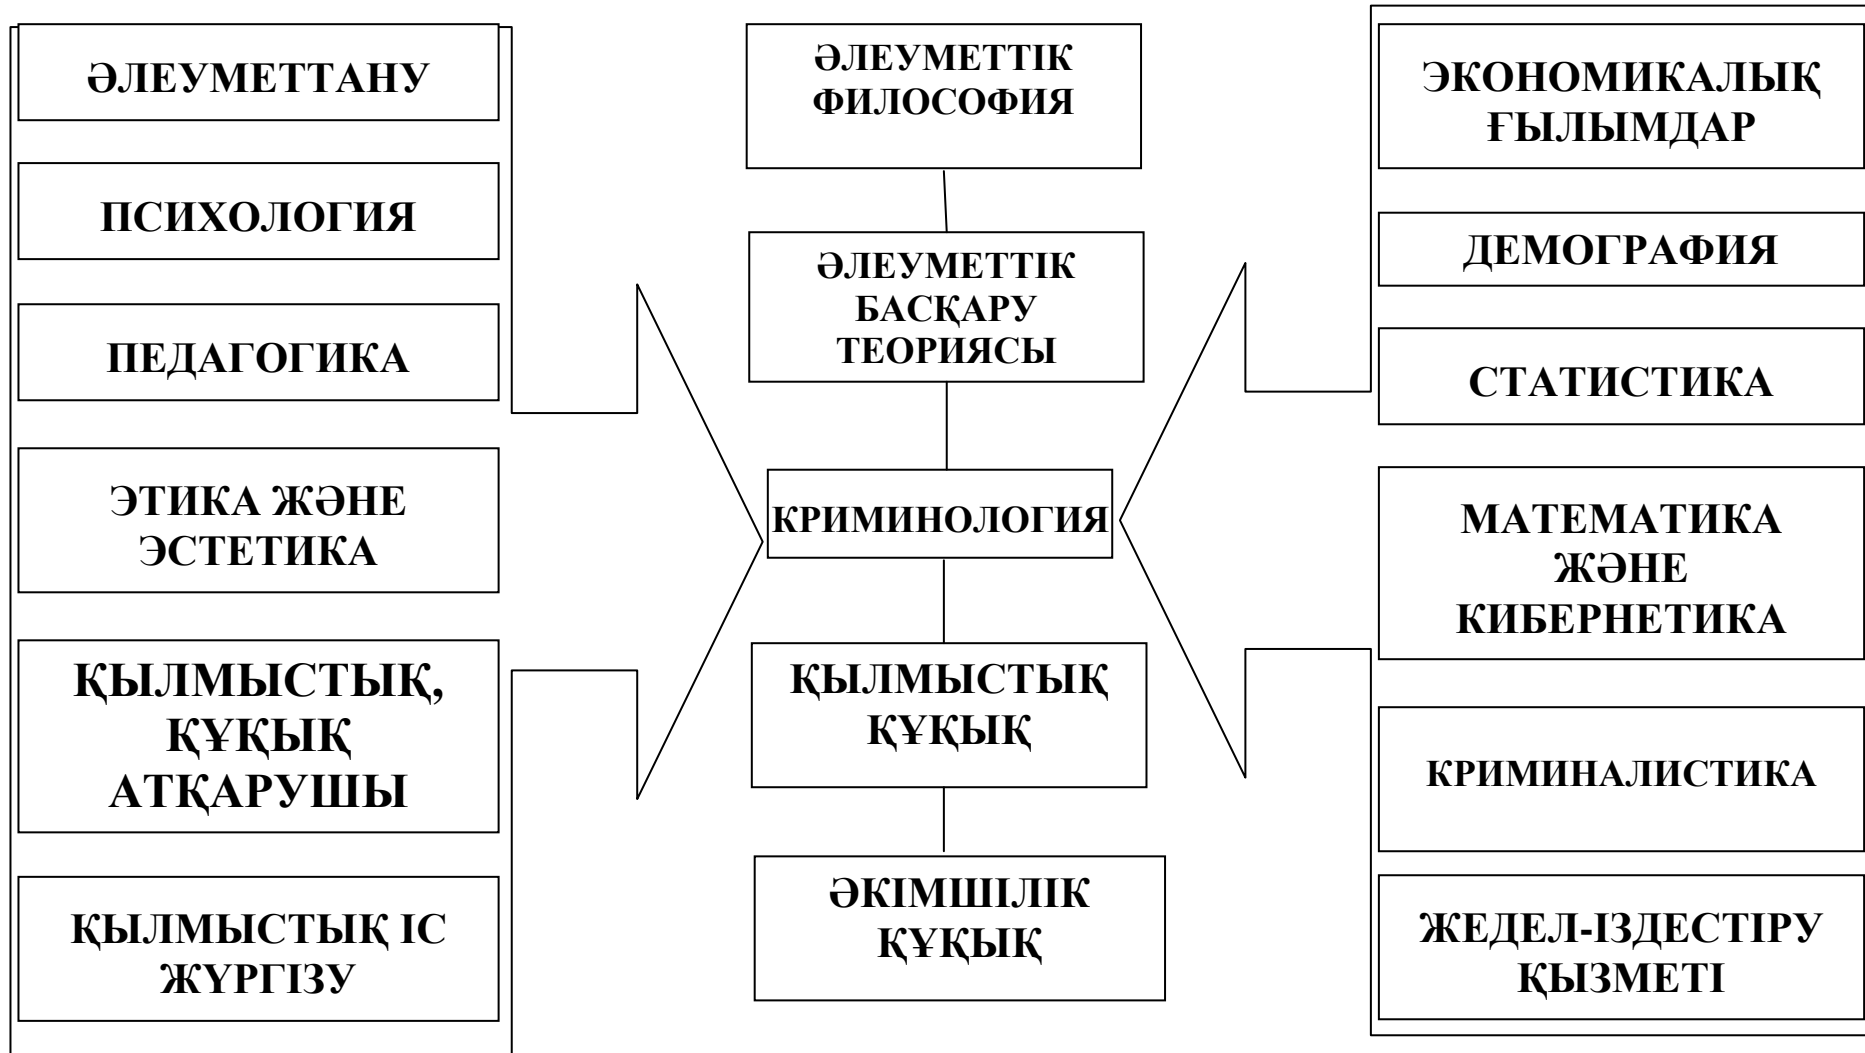 ӘЛЕУМЕТТАНУ
ПСИХОЛОГИЯ
ПЕДАГОГИКА
ЭТИКА ЖӘНЕ
ЭСТЕТИКА
ҚЫЛМЫСТЫҚ,
ҚҰҚЫҚ
АТҚАРУШЫ
ҚЫЛМЫСТЫҚ ІС
ЖҮРГІЗУ
ӘЛЕУМЕТТІК
ФИЛОСОФИЯ
ӘЛЕУМЕТТІК
БАСҚАРУ
ТЕОРИЯСЫ
КРИМИНОЛОГИЯ
ҚЫЛМЫСТЫҚ
ҚҰҚЫҚ
ӘКІМШІЛІК
ҚҰҚЫҚ
ЭКОНОМИКАЛЫҚ
ҒЫЛЫМДАР
ДЕМОГРАФИЯ
СТАТИСТИКА
МАТЕМАТИКА
ЖӘНЕ
КИБЕРНЕТИКА
КРИМИНАЛИСТИКА
ЖЕДЕЛ-ІЗДЕСТІРУ
ҚЫЗМЕТІ